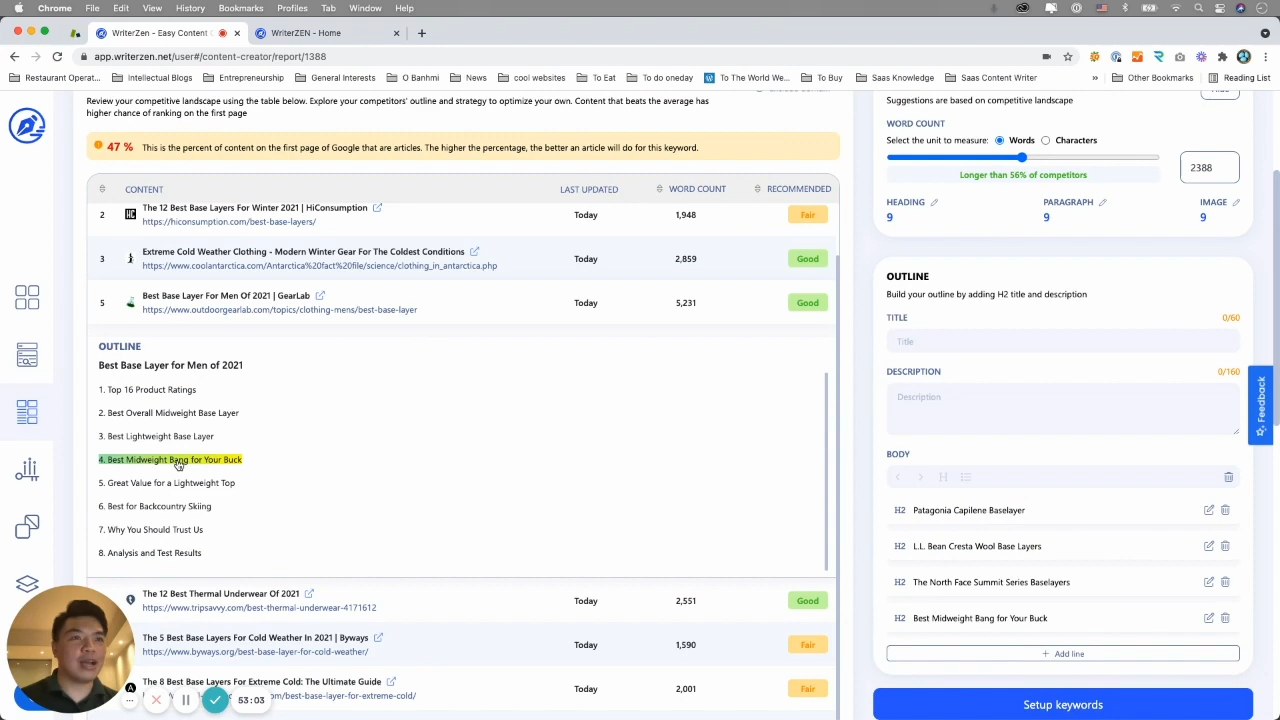 Chrome File Edit View History Bookmarks Profiles Tab Window Help
WriterZen - Easy Content
WriterZEN - Home
app.writerzen.net/user#/content-creator/report/1388
Restaurant Operat...
Intellectual Blogs
Entrepreneurship
General Interests
O Banhmi
News
cool websites
To Eat
To do oneday
To The World We...
To Buy
Saas Knowledge
Saas Content Writer
»
Other Bookmarks
Reading List
Review your competitive landscape using the table below. Explore your competitors' outline and strategy to optimize your own. Content that beats the average has
higher chance of ranking on the first page
47 % This is the percent of content on the first page of Google that are articles. The higher the percentage, the better an article will do for this keyword.
CONTENT LAST UPDATED WORD COUNT RECOMMENDED
2 The 12 Best Base Layers For Winter 2021 | HiConsumption Today 1,948 Fair
https://hiconsumption.com/best-base-layers/
3 Extreme Cold Weather Clothing - Modern Winter Gear For The Coldest Conditions Today 2,859 Good
https://www.coolantarctica.com/Antarctica%20fact%20file/science/clothing_in_antarctica.php
5 Best Base Layer For Men Of 2021 | GearLab Today 5,231 Good
https://www.outdoorgearlab.com/topics/clothing-mens/best-base-layer
OUTLINE
Best Base Layer for Men of 2021
1. Top 16 Product Ratings
2. Best Overall Midweight Base Layer
3. Best Lightweight Base Layer
4. Best Midweight Bang for Your Buck
5. Great Value for a Lightweight Top
6. Best for Backcountry Skiing
7. Why You Should Trust Us
8. Analysis and Test Results
The 12 Best Thermal Underwear Of 2021 Today 2,551 Good
https://www.tripsavvy.com/best-thermal-underwear-4171612
The 5 Best Base Layers For Cold Weather In 2021 | Byways Today 1,590 Fair
https://www.byways.org/best-base-layer-for-cold-weather/
The 8 Best Base Layers For Extreme Cold: The Ultimate Guide Today 2,001 Fair
.com/best-base-layer-for-extreme-cold/
53:03
Suggestions are based on competitive landscape
WORD COUNT
Select the unit to measure: Words Characters
2388
Longer than 56% of competitors
HEADING PARAGRAPH IMAGE
9 9 9
OUTLINE
Build your outline by adding H2 title and description
TITLE 0/60
Title
DESCRIPTION 0/160
Description
BODY
H
H2 Patagonia Capilene Baselayer
H2 L.L. Bean Cresta Wool Base Layers
H2 The North Face Summit Series Baselayers
H2 Best Midweight Bang for Your Buck
+ Add line
Setup keywords
Feedback